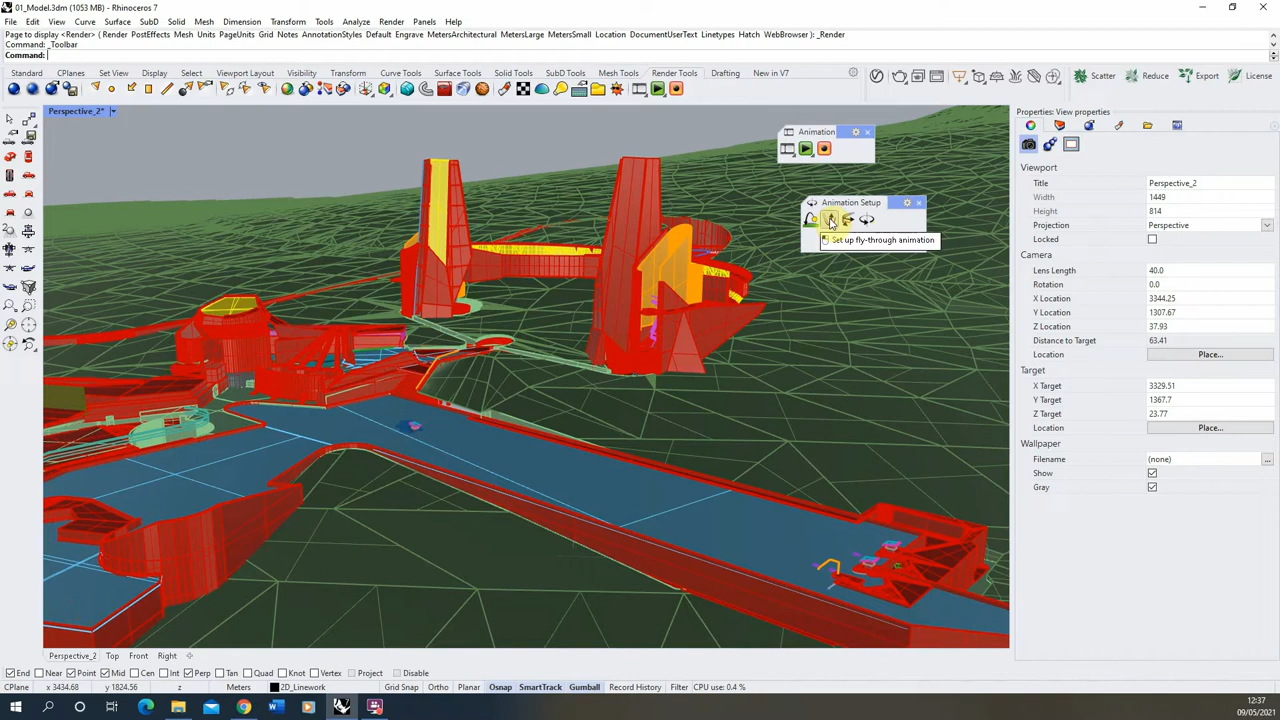 01_Model.3dm (1053 MB) - Rhinoceros 7
File Edit View Curve Surface SubD Solid Mesh Dimension Transform Tools Analyze Render Panels Help
Page to display <Render> ( Render PostEffects Mesh Units PageUnits Grid Notes AnnotationStyles Default Engrave MetersArchitectural MetersLarge MetersSmall Location DocumentUserText Linetypes Hatch WebBrowser ): _Render
Command: _Toolbar
Command:
Standard CPlanes Set View Display Select Viewport Layout Visibility Transform Curve Tools Surface Tools Solid Tools SubD Tools Mesh Tools Render Tools Drafting New in V7
Scatter Reduce Export License
Perspective_2*
Animation
Animation Setup
Set up fly-through animation
Properties: View properties
Viewport
Title Perspective_2
Width 1449
Height 814
Projection Perspective
Locked
Camera
Lens Length 40.0
Rotation 0.0
X Location 3344.25
Y Location 1307.67
Z Location 37.93
Distance to Target 63.41
Location Place...
Target
X Target 3329.51
Y Target 1367.7
Z Target 23.77
Location Place...
Wallpaper
Filename (none) ...
Show
Gray
Perspective_2 Top Front Right
End Near Point Mid Cen Int Perp Tan Quad Knot Vertex Project Disable
CPlane x 3434.68 y 1824.56 z Meters 2D_Linework Grid Snap Ortho Planar Osnap SmartTrack Gumball Record History Filter CPU use: 0.4 %
12:37
09/05/2021